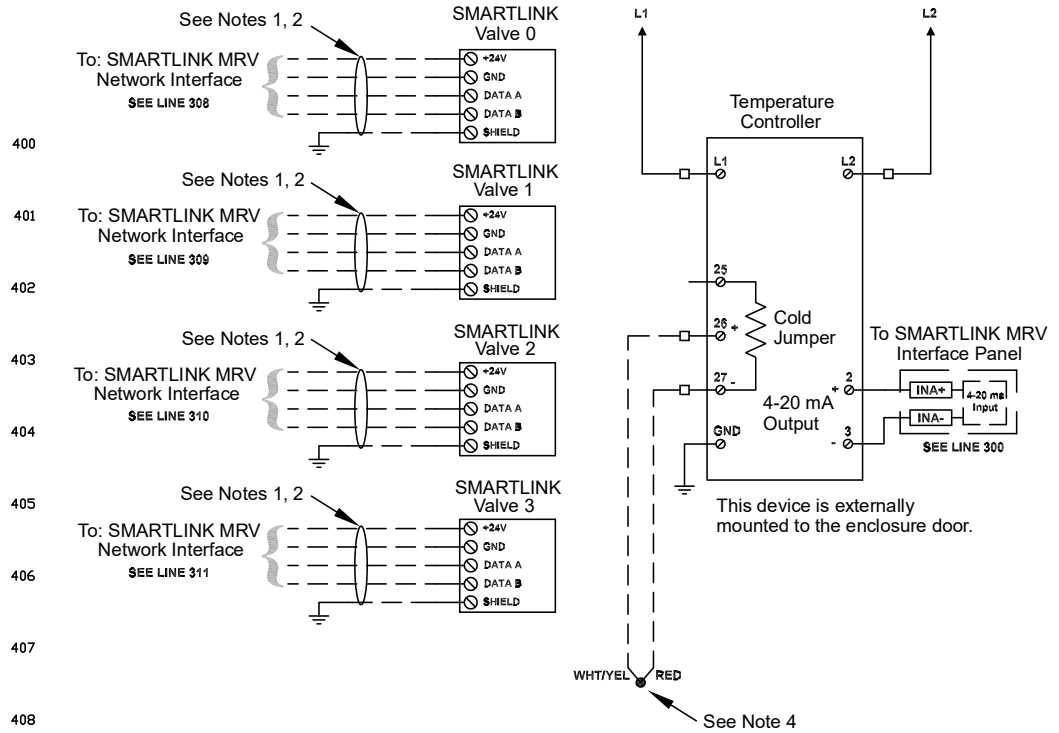 See Notes 1, 2
SMARTLINK
Valve 0
To: SMARTLINK MRV
Network Interface
SEE LINE 308
+24V
GND
DATA A
DATA B
SHIELD
400
See Notes 1, 2
SMARTLINK
Valve 1
401
To: SMARTLINK MRV
Network Interface
SEE LINE 309
+24V
GND
DATA A
DATA B
SHIELD
402
See Notes 1, 2
SMARTLINK
Valve 2
403
To: SMARTLINK MRV
Network Interface
SEE LINE 310
+24V
GND
DATA A
DATA B
SHIELD
404
405
See Notes 1, 2
SMARTLINK
Valve 3
To: SMARTLINK MRV
Network Interface
SEE LINE 311
+24V
GND
DATA A
DATA B
SHIELD
406
407
408
L1
L2
Temperature
Controller
L1
L2
25
26 +
27 -
GND
Cold
Jumper
4-20 mA
Output
+ 2
- 3
To SMARTLINK MRV
Interface Panel
INA+
INA-
4-20 ma
Input
SEE LINE 300
This device is externally
mounted to the enclosure door.
WHT/YEL
RED
See Note 4